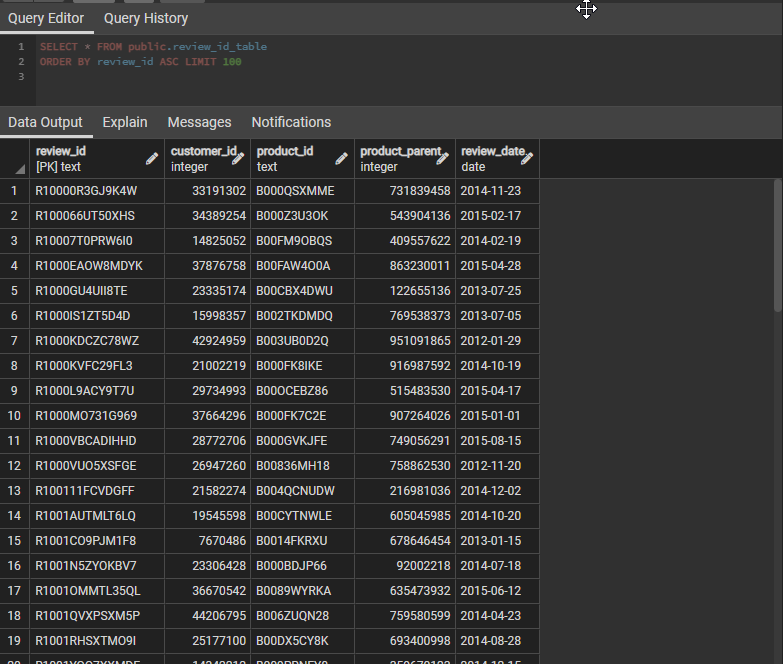 Query Editor Query History
1 SELECT * FROM public.review_id_table
2 ORDER BY review_id ASC LIMIT 100
3
Data Output Explain Messages Notifications
review_id customer_id product_id product_parent review_date
[PK] text integer text integer date
1 R10000R3GJ9K4W 33191302 B000QSXMME 731839458 2014-11-23
2 R100066UT50XHS 34389254 B000Z3U3OK 543904136 2015-02-17
3 R10007T0PRW6I0 14825052 B00FM9OBQS 409557622 2014-02-19
4 R1000EAOW8MDYK 37876758 B00FAW4O0A 863230011 2015-04-28
5 R1000GU4UII8TE 23335174 B00CBX4DWU 122655136 2013-07-25
6 R1000IS1ZT5D4D 15998357 B002TKDMDQ 769538373 2013-07-05
7 R1000KDCZC78WZ 42924959 B003UB0D2Q 951091865 2012-01-29
8 R1000KVFC29FL3 21002219 B000FK8IKE 916987592 2014-10-19
9 R1000L9ACY9T7U 29734993 B00OCEBZ86 515483530 2015-04-17
10 R1000MO731G969 37664296 B000FK7C2E 907264026 2015-01-01
11 R1000VBCADIHHD 28772706 B000GVKJFE 749056291 2015-08-15
12 R1000VUO5XSFGE 26947260 B00836MH18 758862530 2012-11-20
13 R100111FCVDGFF 21582274 B004QCNUDW 216981036 2014-12-02
14 R1001AUTMLT6LQ 19545598 B00CYTNWLE 605045985 2014-10-20
15 R1001CO9PJM1F8 7670486 B0014FKRXU 678646454 2013-01-15
16 R1001N5ZYOKBV7 23306428 B000BDJP66 92002218 2014-07-18
17 R1001OMMTL35QL 36670542 B0089WYRKA 635473932 2015-06-12
18 R1001QVXPSXM5P 44206795 B006ZUQN28 759580599 2014-04-23
19 R1001RHSXTMO9I 25177100 B00DX5CY8K 693400998 2014-08-28